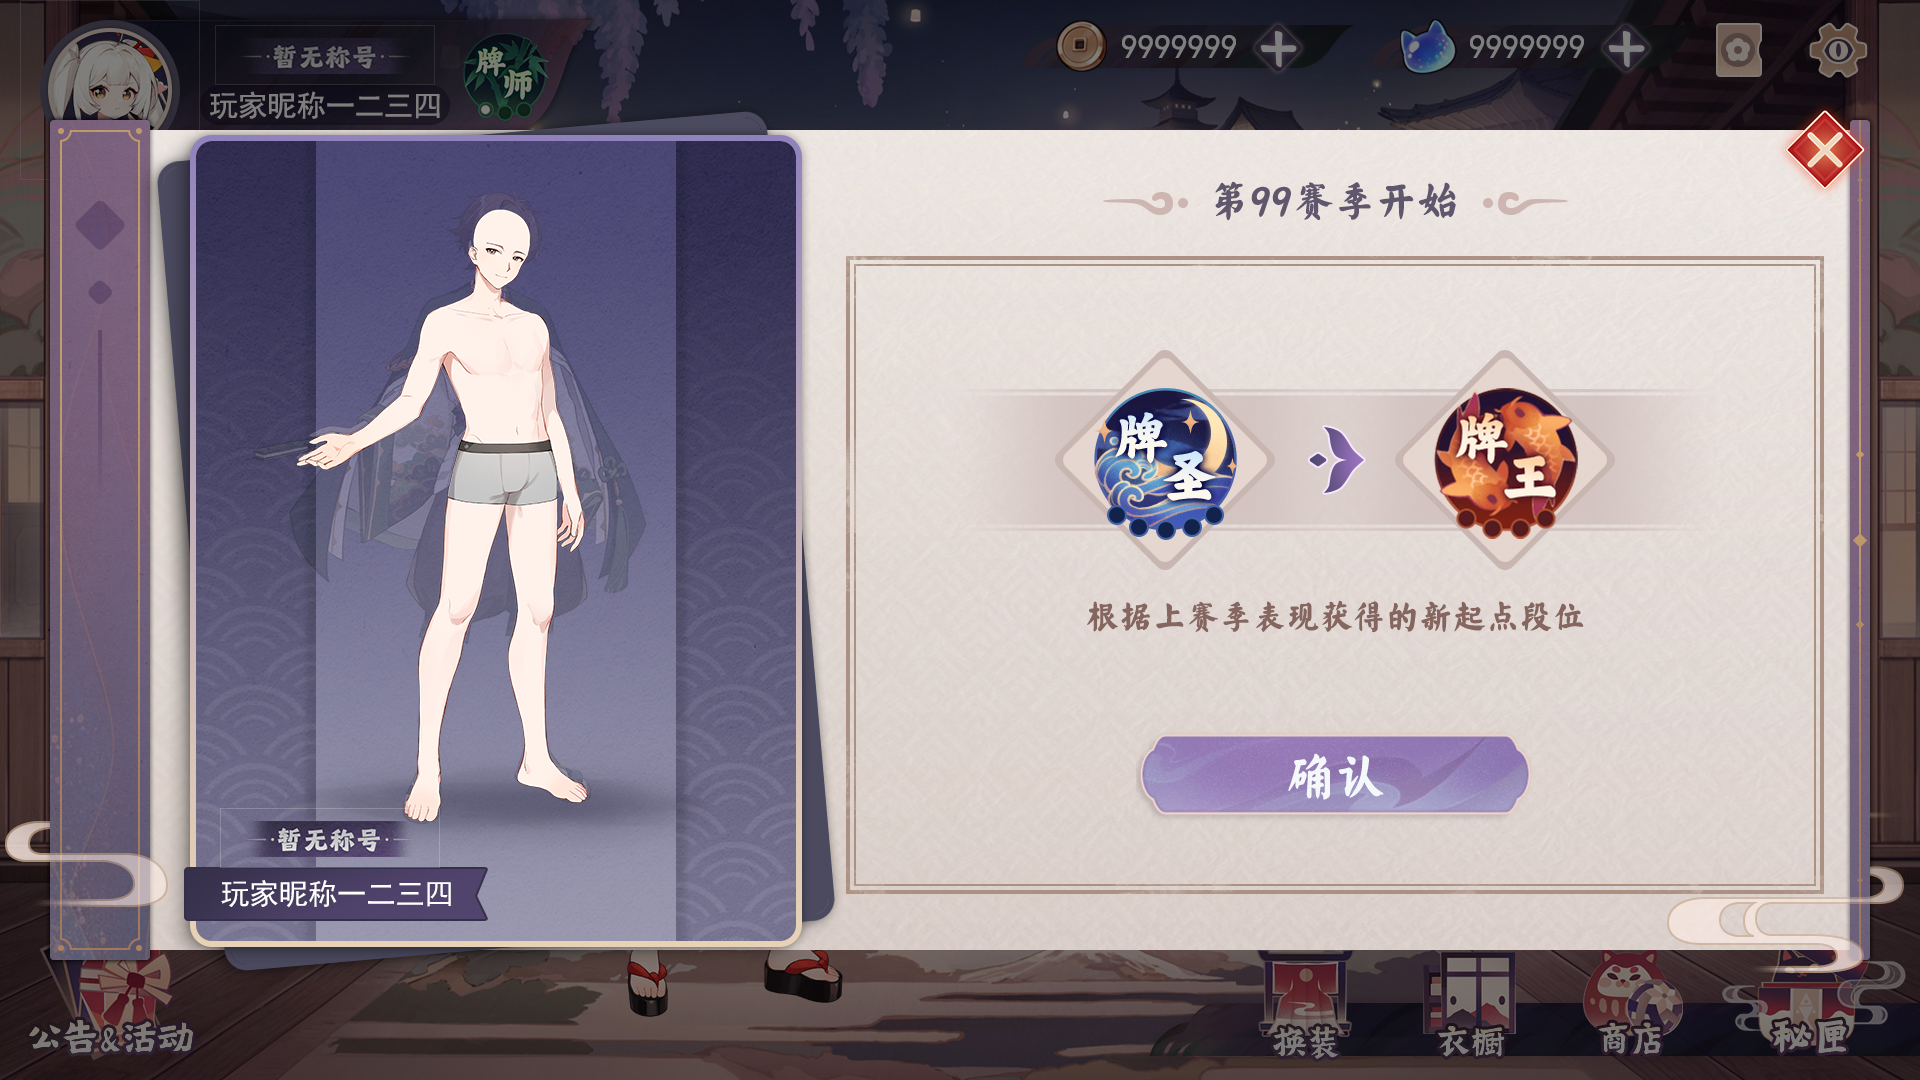 暂无称号
玩家昵称一二三四
牌师
9999999
9999999
第99赛季开始
牌圣
牌王
根据上赛季表现获得的新起点段位
确认
暂无称号
玩家昵称一二三四
公告&活动
换装
衣橱
商店
秘匣